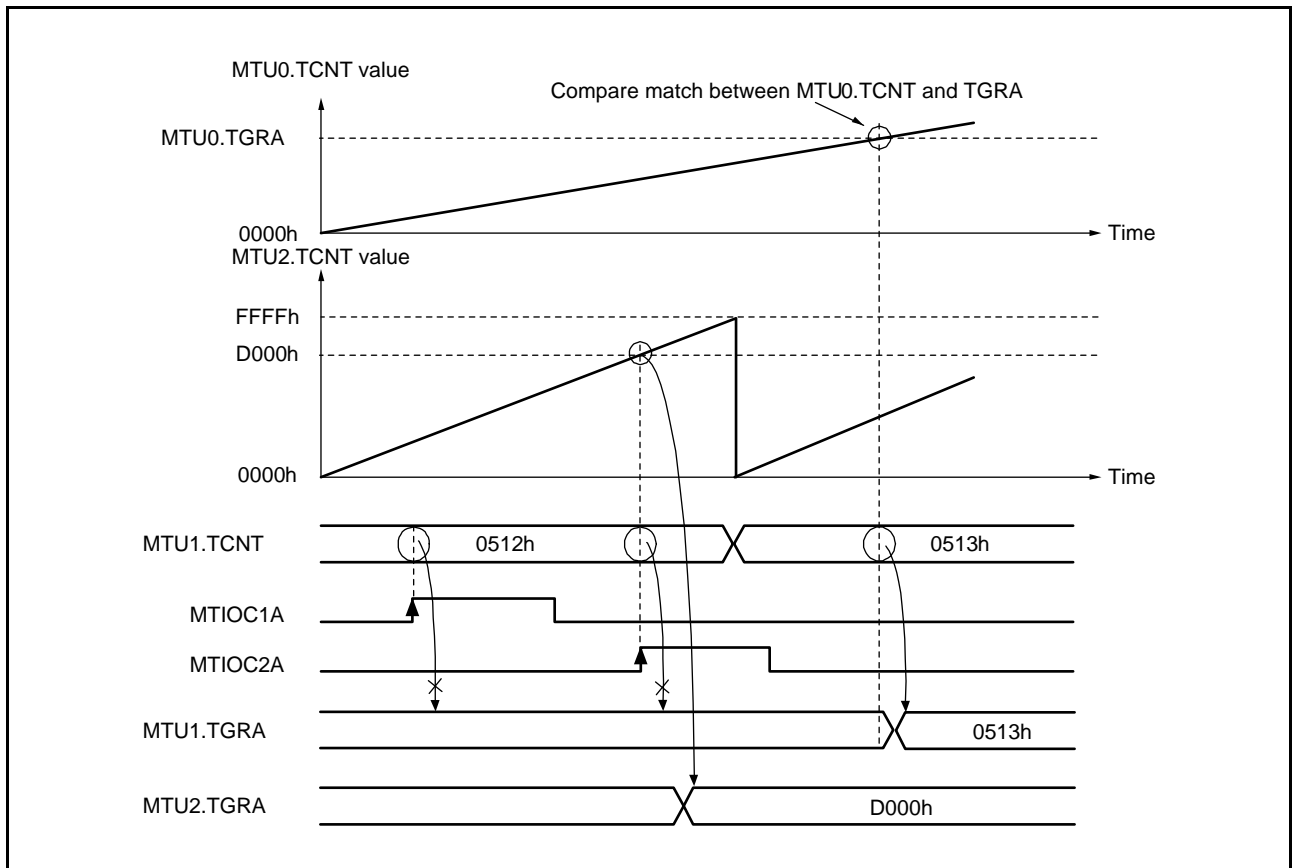 MTU0.TCNT value
Compare match between MTU0.TCNT and TGRA
MTU0.TGRA
0000h
Time
MTU2.TCNT value
FFFFh
D000h
0000h
Time
MTU1.TCNT
0512h
0513h
MTIOC1A
MTIOC2A
MTU1.TGRA
0513h
MTU2.TGRA
D000h